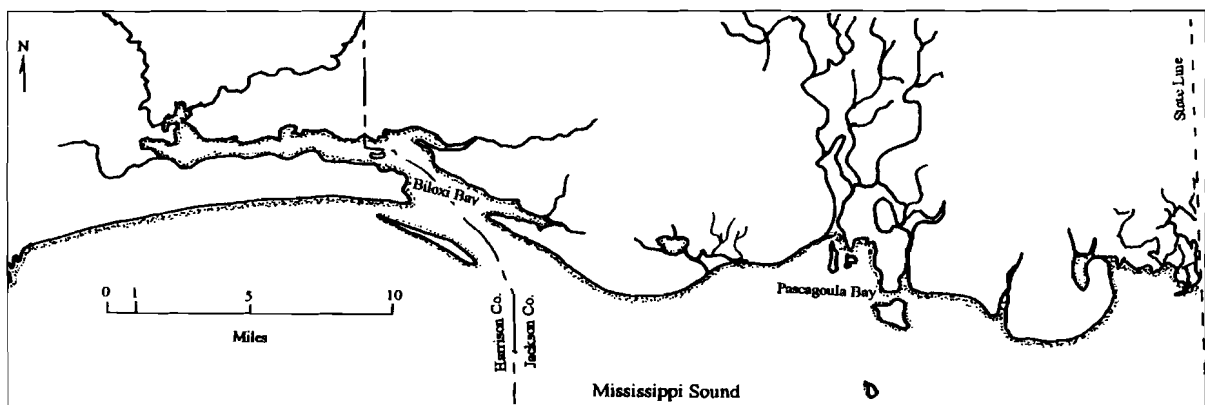 N
State Line
Biloxi Bay
Pascagoula Bay
0 1 5 10
Miles
Harrison Co.
Jackson Co.
Mississippi Sound